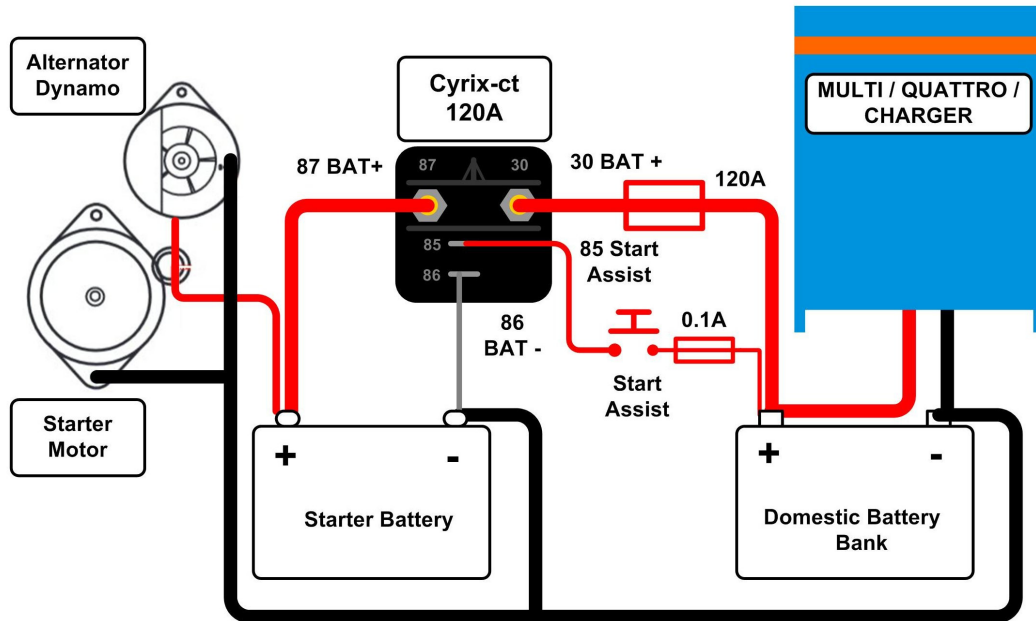 Alternator
Dynamo
Cyrix-ct
120A
MULTI / QUATTRO /
CHARGER
87 BAT+
87
30
30 BAT +
120A
85
86
85 Start
Assist
86
BAT -
0.1A
Start
Assist
Starter
Motor
+
-
Starter Battery
+
-
Domestic Battery
Bank